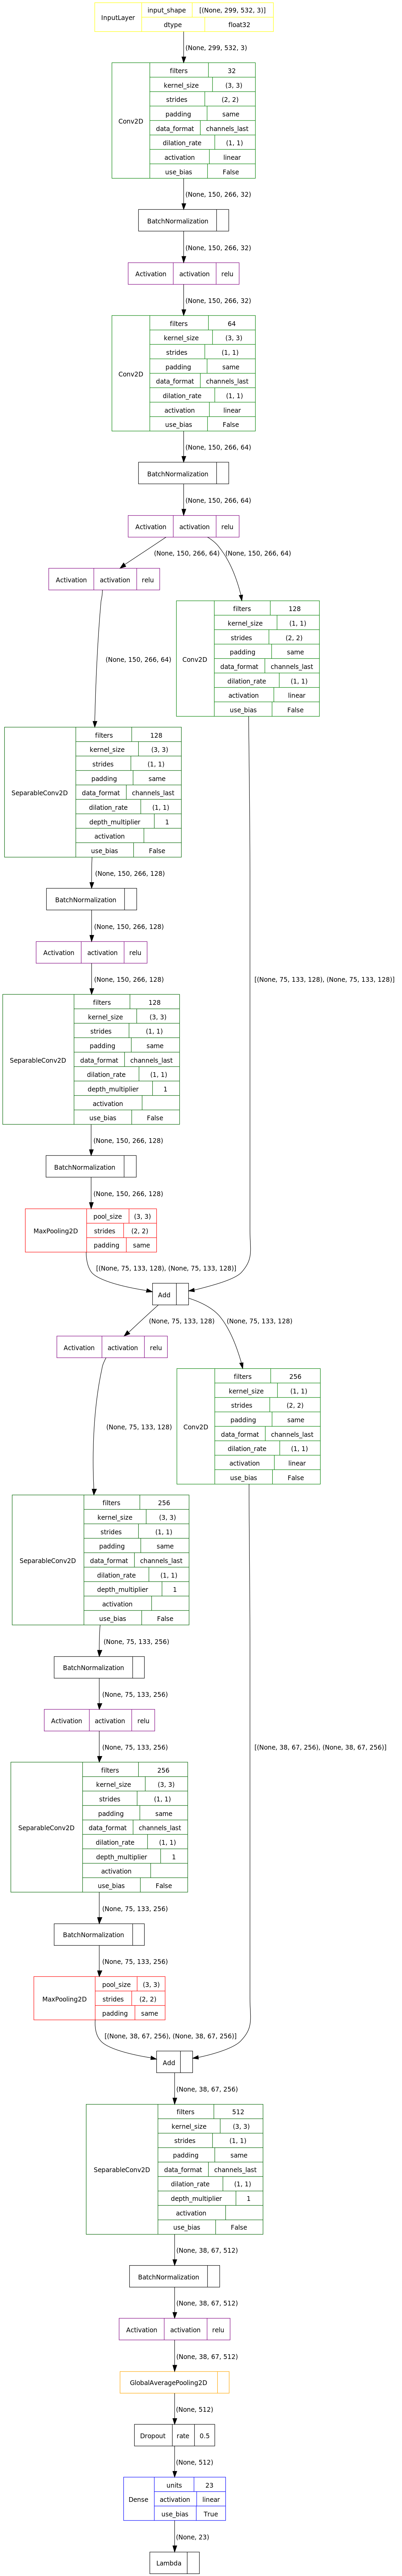 InputLayer input_shape [(None, 299, 532, 3)]
dtype float32
(None, 299, 532, 3)
Conv2D
filters 32
kernel_size (3, 3)
strides (2, 2)
padding same
data_format channels_last
dilation_rate (1, 1)
activation linear
use_bias False
(None, 150, 266, 32)
BatchNormalization
(None, 150, 266, 32)
Activation activation relu
(None, 150, 266, 32)
Conv2D
filters 64
kernel_size (3, 3)
strides (1, 1)
padding same
data_format channels_last
dilation_rate (1, 1)
activation linear
use_bias False
(None, 150, 266, 64)
BatchNormalization
(None, 150, 266, 64)
Activation activation relu
(None, 150, 266, 64) (None, 150, 266, 64)
Activation activation relu
Conv2D
filters 128
kernel_size (1, 1)
strides (2, 2)
padding same
data_format channels_last
dilation_rate (1, 1)
activation linear
use_bias False
(None, 150, 266, 64)
SeparableConv2D
filters 128
kernel_size (3, 3)
strides (1, 1)
padding same
data_format channels_last
dilation_rate (1, 1)
depth_multiplier 1
activation
use_bias False
(None, 150, 266, 128)
BatchNormalization
(None, 150, 266, 128)
Activation activation relu
(None, 150, 266, 128)
[(None, 75, 133, 128), (None, 75, 133, 128)]
SeparableConv2D
filters 128
kernel_size (3, 3)
strides (1, 1)
padding same
data_format channels_last
dilation_rate (1, 1)
depth_multiplier 1
activation
use_bias False
(None, 150, 266, 128)
BatchNormalization
(None, 150, 266, 128)
MaxPooling2D
pool_size (3, 3)
strides (2, 2)
padding same
[(None, 75, 133, 128), (None, 75, 133, 128)]
Add
(None, 75, 133, 128) (None, 75, 133, 128)
Activation activation relu
Conv2D
filters 256
kernel_size (1, 1)
strides (2, 2)
padding same
data_format channels_last
dilation_rate (1, 1)
activation linear
use_bias False
(None, 75, 133, 128)
SeparableConv2D
filters 256
kernel_size (3, 3)
strides (1, 1)
padding same
data_format channels_last
dilation_rate (1, 1)
depth_multiplier 1
activation
use_bias False
(None, 75, 133, 256)
BatchNormalization
(None, 75, 133, 256)
Activation activation relu
(None, 75, 133, 256)
[(None, 38, 67, 256), (None, 38, 67, 256)]
SeparableConv2D
filters 256
kernel_size (3, 3)
strides (1, 1)
padding same
data_format channels_last
dilation_rate (1, 1)
depth_multiplier 1
activation
use_bias False
(None, 75, 133, 256)
BatchNormalization
(None, 75, 133, 256)
MaxPooling2D
pool_size (3, 3)
strides (2, 2)
padding same
[(None, 38, 67, 256), (None, 38, 67, 256)]
Add
(None, 38, 67, 256)
SeparableConv2D
filters 512
kernel_size (3, 3)
strides (1, 1)
padding same
data_format channels_last
dilation_rate (1, 1)
depth_multiplier 1
activation
use_bias False
(None, 38, 67, 512)
BatchNormalization
(None, 38, 67, 512)
Activation activation relu
(None, 38, 67, 512)
GlobalAveragePooling2D
(None, 512)
Dropout rate 0.5
(None, 512)
Dense
units 23
activation linear
use_bias True
(None, 23)
Lambda